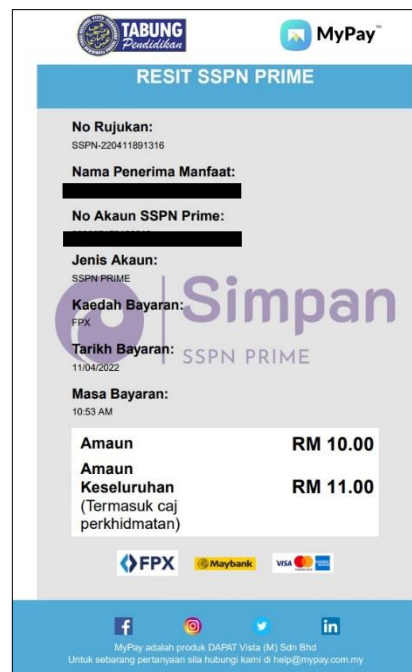 TABUNG
Pendidikan
MyPay
RESIT SSPN PRIME
No Rujukan:
SSPN-220411891316
Nama Penerima Manfaat:
No Akaun SSPN Prime:
Jenis Akaun:
SSPN PRIME
Kaedah Bayaran:
FPX
Simpan
SSPN PRIME
Tarikh Bayaran:
11/04/2022
Masa Bayaran:
10:53 AM
Amaun RM 10.00
Amaun
Keseluruhan RM 11.00
(Termasuk caj
perkhidmatan)
FPX Maybank VISA
MyPay adalah produk DAPAT Vista (M) Sdn Bhd
Untuk sebarang pertanyaan sila hubungi kami di help@mypay.com.my